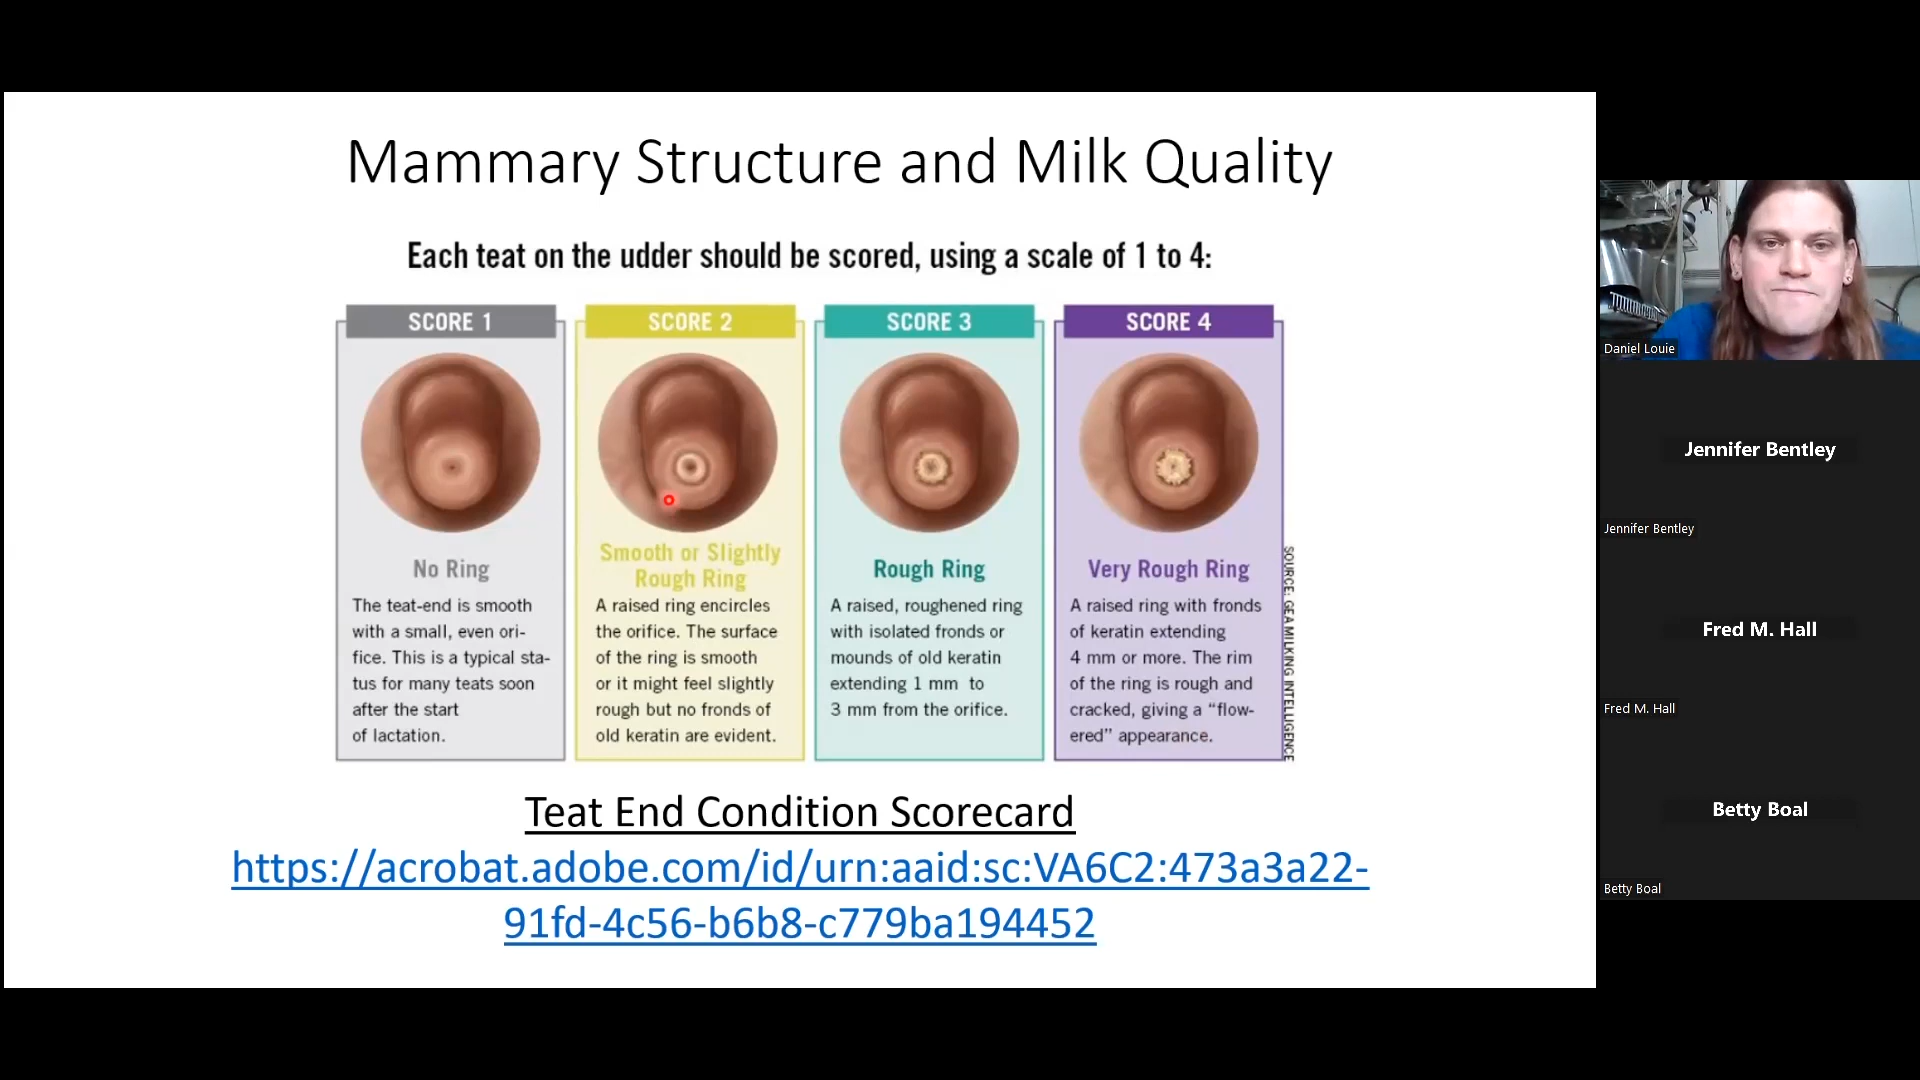 Mammary Structure and Milk Quality
Each teat on the udder should be scored, using a scale of 1 to 4:
SCORE 1
No Ring
The teat-end is smooth
with a small, even ori-
fice. This is a typical sta-
tus for many teats soon
after the start
of lactation.
SCORE 2
Smooth or Slightly
Rough Ring
A raised ring encircles
the orifice. The surface
of the ring is smooth
or it might feel slightly
rough but no fronds of
old keratin are evident.
SCORE 3
Rough Ring
A raised, roughened ring
with isolated fronds or
mounds of old keratin
extending 1 mm to
3 mm from the orifice.
SCORE 4
Very Rough Ring
A raised ring with fronds
of keratin extending
4 mm or more. The rim
of the ring is rough and
cracked, giving a “flow-
ered” appearance.
SOURCE: GEA MILKING INTELLIGENCE
Teat End Condition Scorecard
https://acrobat.adobe.com/id/urn:aaid:sc:VA6C2:473a3a22-
91fd-4c56-b6b8-c779ba194452
Daniel Louie
Jennifer Bentley
Jennifer Bentley
Fred M. Hall
Fred M. Hall
Betty Boal
Betty Boal